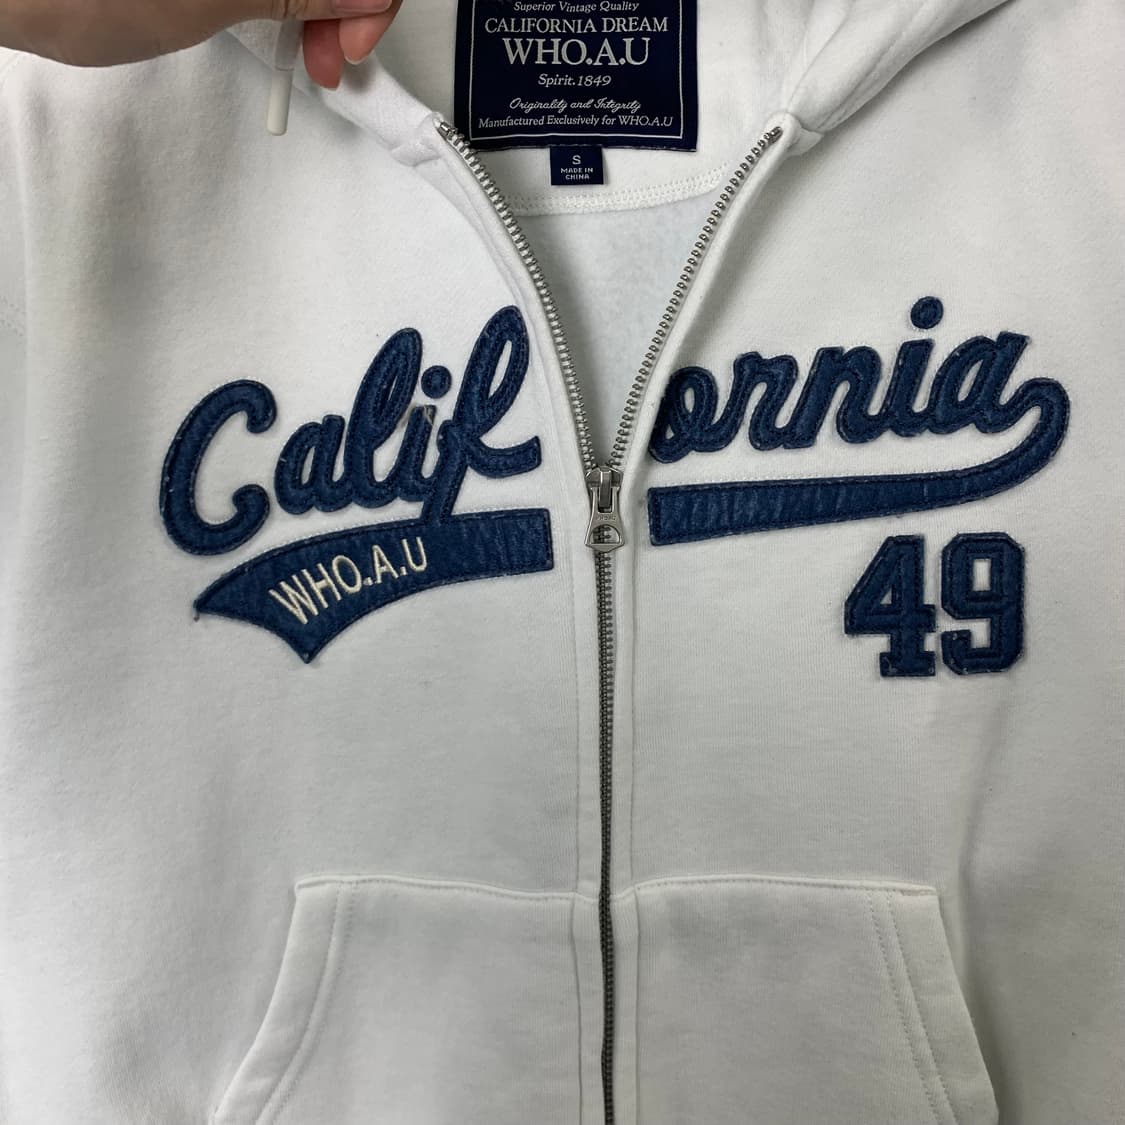 Superior Vintage Quality
CALIFORNIA DREAM
WHO.A.U
Spirit.1849
Originality and Integrity
Manufactured Exclusively for WHO.A.U
S
MADE IN
CHINA
California
WHO.A.U
49